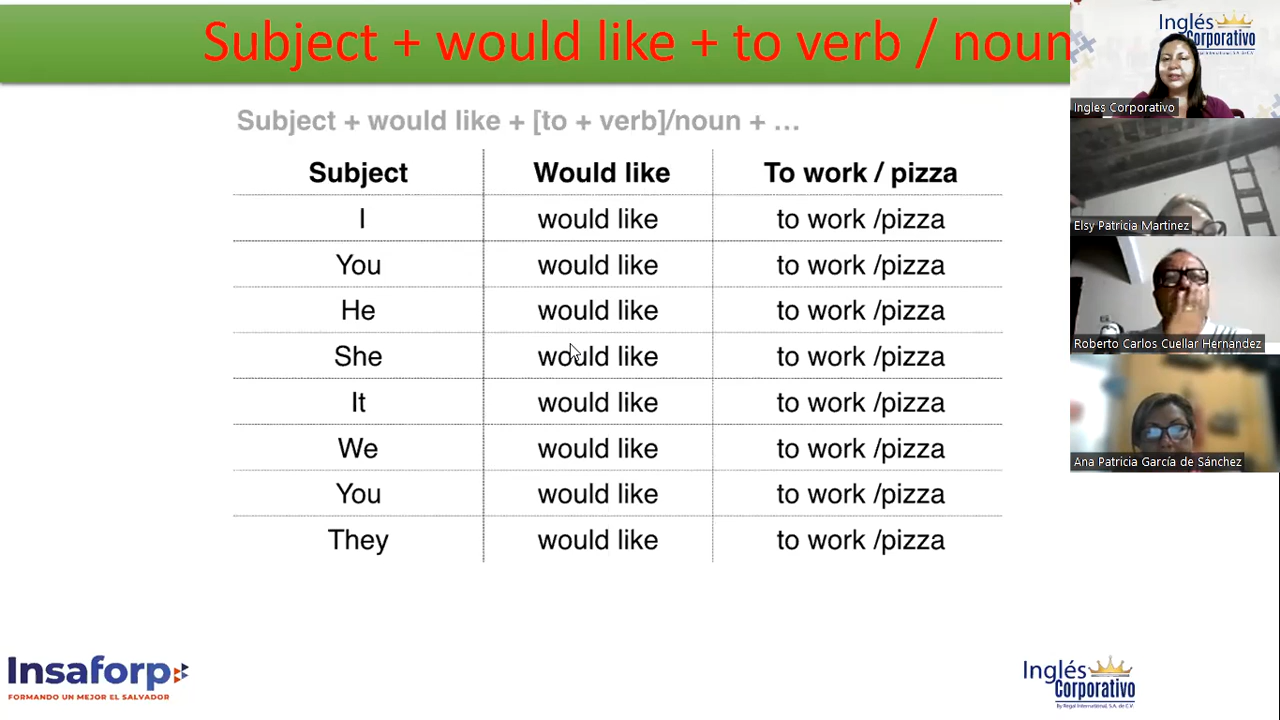 Subject + would like + to verb / noun
Subject + would like + [to + verb]/noun + …
Subject Would like To work / pizza
I would like to work /pizza
You would like to work /pizza
He would like to work /pizza
She would like to work /pizza
It would like to work /pizza
We would like to work /pizza
You would like to work /pizza
They would like to work /pizza
Insaforp
FORMANDO UN MEJOR EL SALVADOR
Inglés
Corporativo
By Regal International, S.A. de C.V.
Inglés
Corporativo
Ingles Corporativo
Elsy Patricia Martinez
Roberto Carlos Cuellar Hernandez
Ana Patricia García de Sánchez